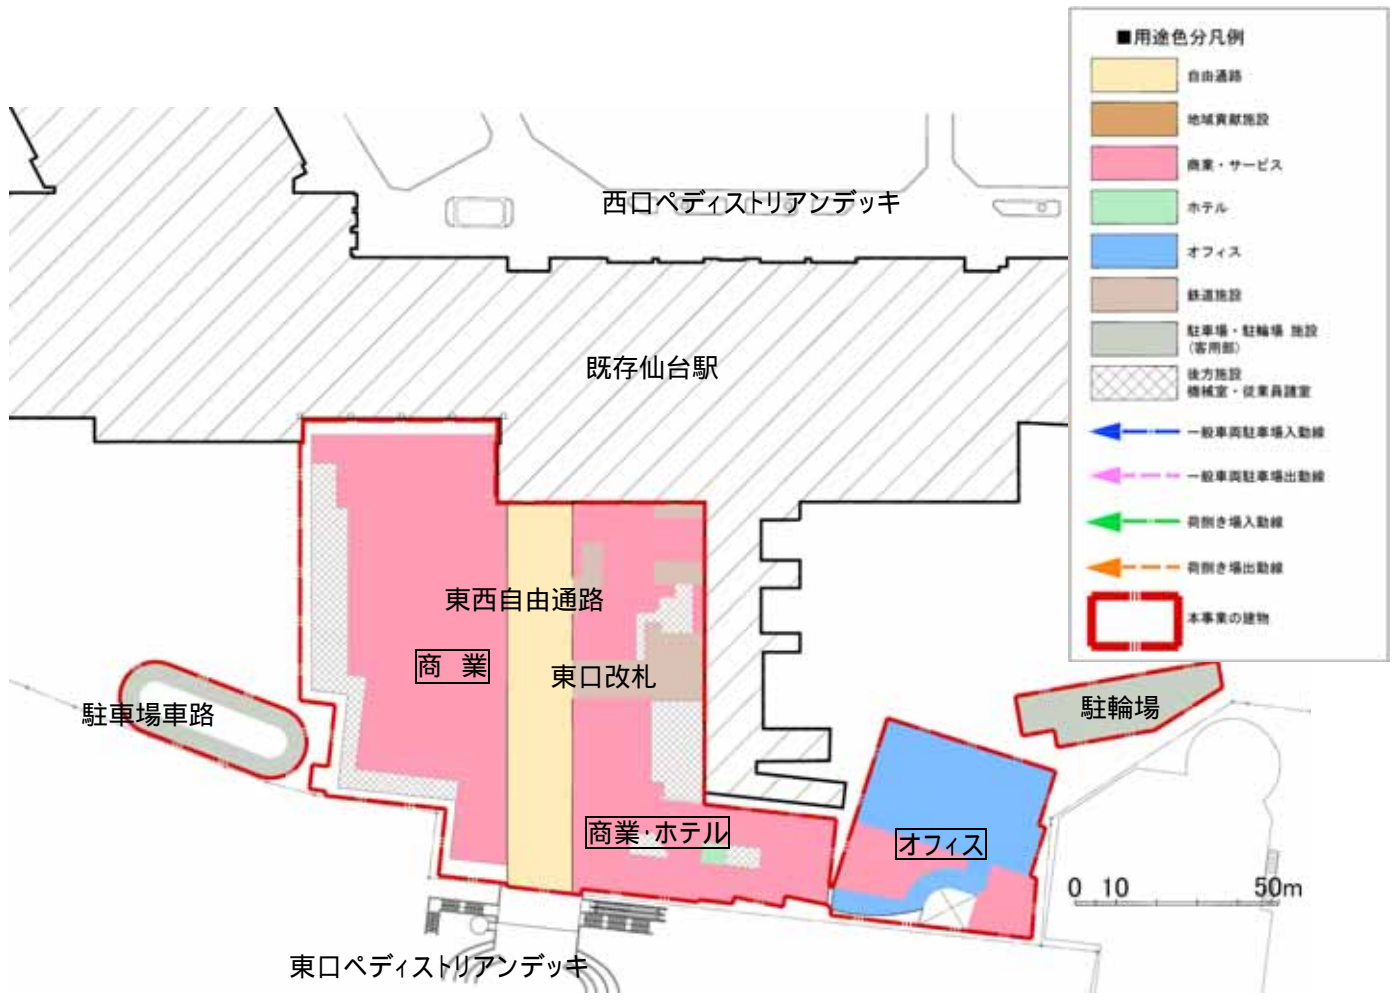 ■用途色分凡例
自由通路
地域貢献施設
商業・サービス
ホテル
オフィス
鉄道施設
駐車場・駐輪場 施設
(客用部)
後方施設
機械室・従業員諸室
一般車両駐車場入動線
一般車両駐車場出動線
荷捌き場入動線
荷捌き場出動線
本事業の建物
西口ペディストリアンデッキ
既存仙台駅
東西自由通路
商 業
東口改札
駐車場車路
駐輪場
商業・ホテル
オフィス
0 10 50m
東口ペディストリアンデッキ